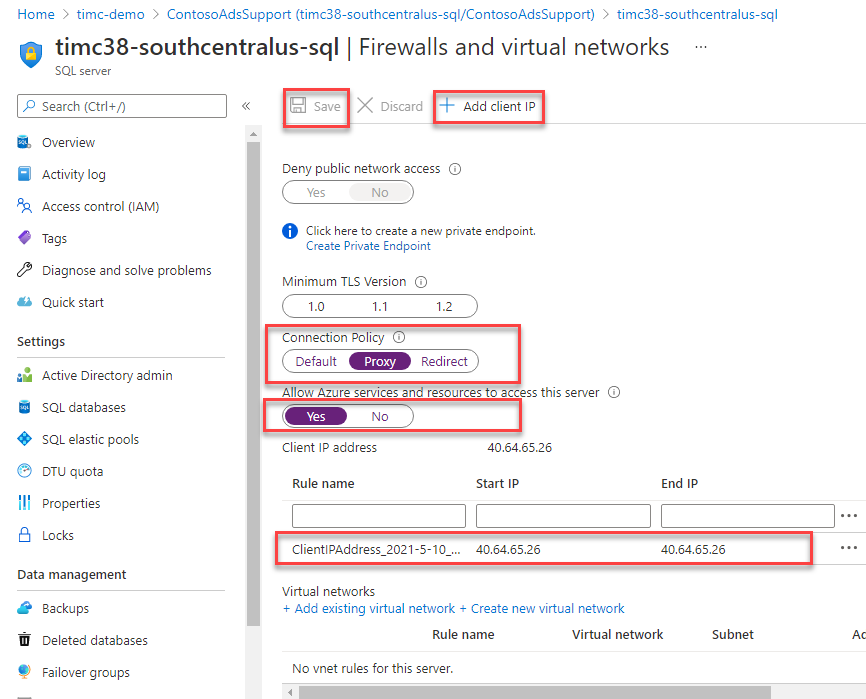 Home > timc-demo > ContosoAdsSupport (timc38-southcentralus-sql/ContosoAdsSupport) > timc38-southcentralus-sql
timc38-southcentralus-sql | Firewalls and virtual networks ...
SQL server
Search (Ctrl+/) «
Save Discard + Add client IP
Overview
Activity log
Access control (IAM)
Tags
Diagnose and solve problems
Quick start
Settings
Active Directory admin
SQL databases
SQL elastic pools
DTU quota
Properties
Locks
Data management
Backups
Deleted databases
Failover groups
Deny public network access
Yes No
Click here to create a new private endpoint.
Create Private Endpoint
Minimum TLS Version
1.0 1.1 1.2
Connection Policy
Default Proxy Redirect
Allow Azure services and resources to access this server
Yes No
Client IP address 40.64.65.26
Rule name Start IP End IP
...
ClientIPAddress_2021-5-10_... 40.64.65.26 40.64.65.26 ...
Virtual networks
+ Add existing virtual network + Create new virtual network
Rule name Virtual network Subnet
No vnet rules for this server.